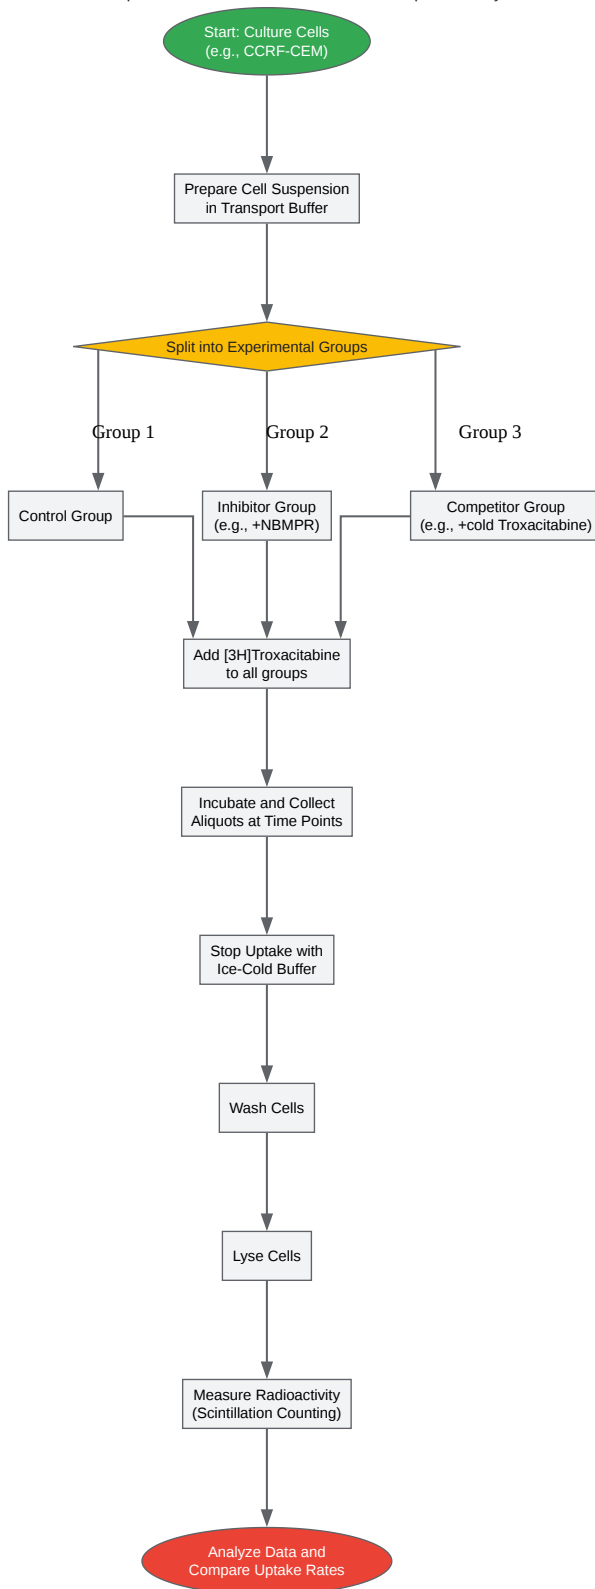 Start: Culture Cells
(e.g., CCRF-CEM)
Prepare Cell Suspension
in Transport Buffer
Split into Experimental Groups
Group 1
Group 2
Group 3
Control Group
Inhibitor Group
(e.g., +NBMPR)
Competitor Group
(e.g., +cold Troxacitabine)
Add [3H]Troxacitabine
to all groups
Incubate and Collect
Aliquots at Time Points
Stop Uptake with
Ice-Cold Buffer
Wash Cells
Lyse Cells
Measure Radioactivity
(Scintillation Counting)
Analyze Data and
Compare Uptake Rates